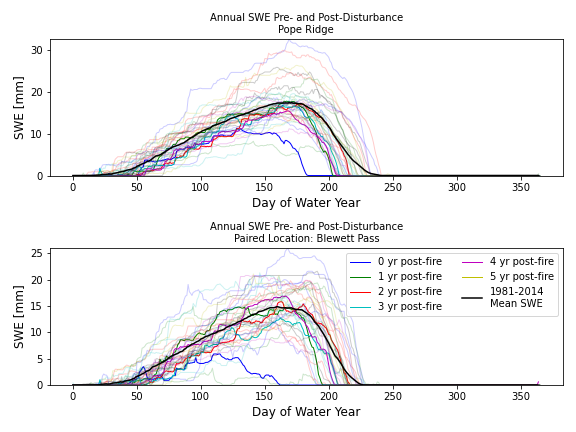 Annual SWE Pre- and Post-Disturbance
Pope Ridge
30
20
10
0
SWE [mm]
0 50 100 150 200 250 300 350
Day of Water Year
Annual SWE Pre- and Post-Disturbance
Paired Location: Blewett Pass
25
20
15
10
5
0
SWE [mm]
0 yr post-fire
1 yr post-fire
2 yr post-fire
3 yr post-fire
4 yr post-fire
5 yr post-fire
1981-2014
Mean SWE
0 50 100 150 200 250 300 350
Day of Water Year